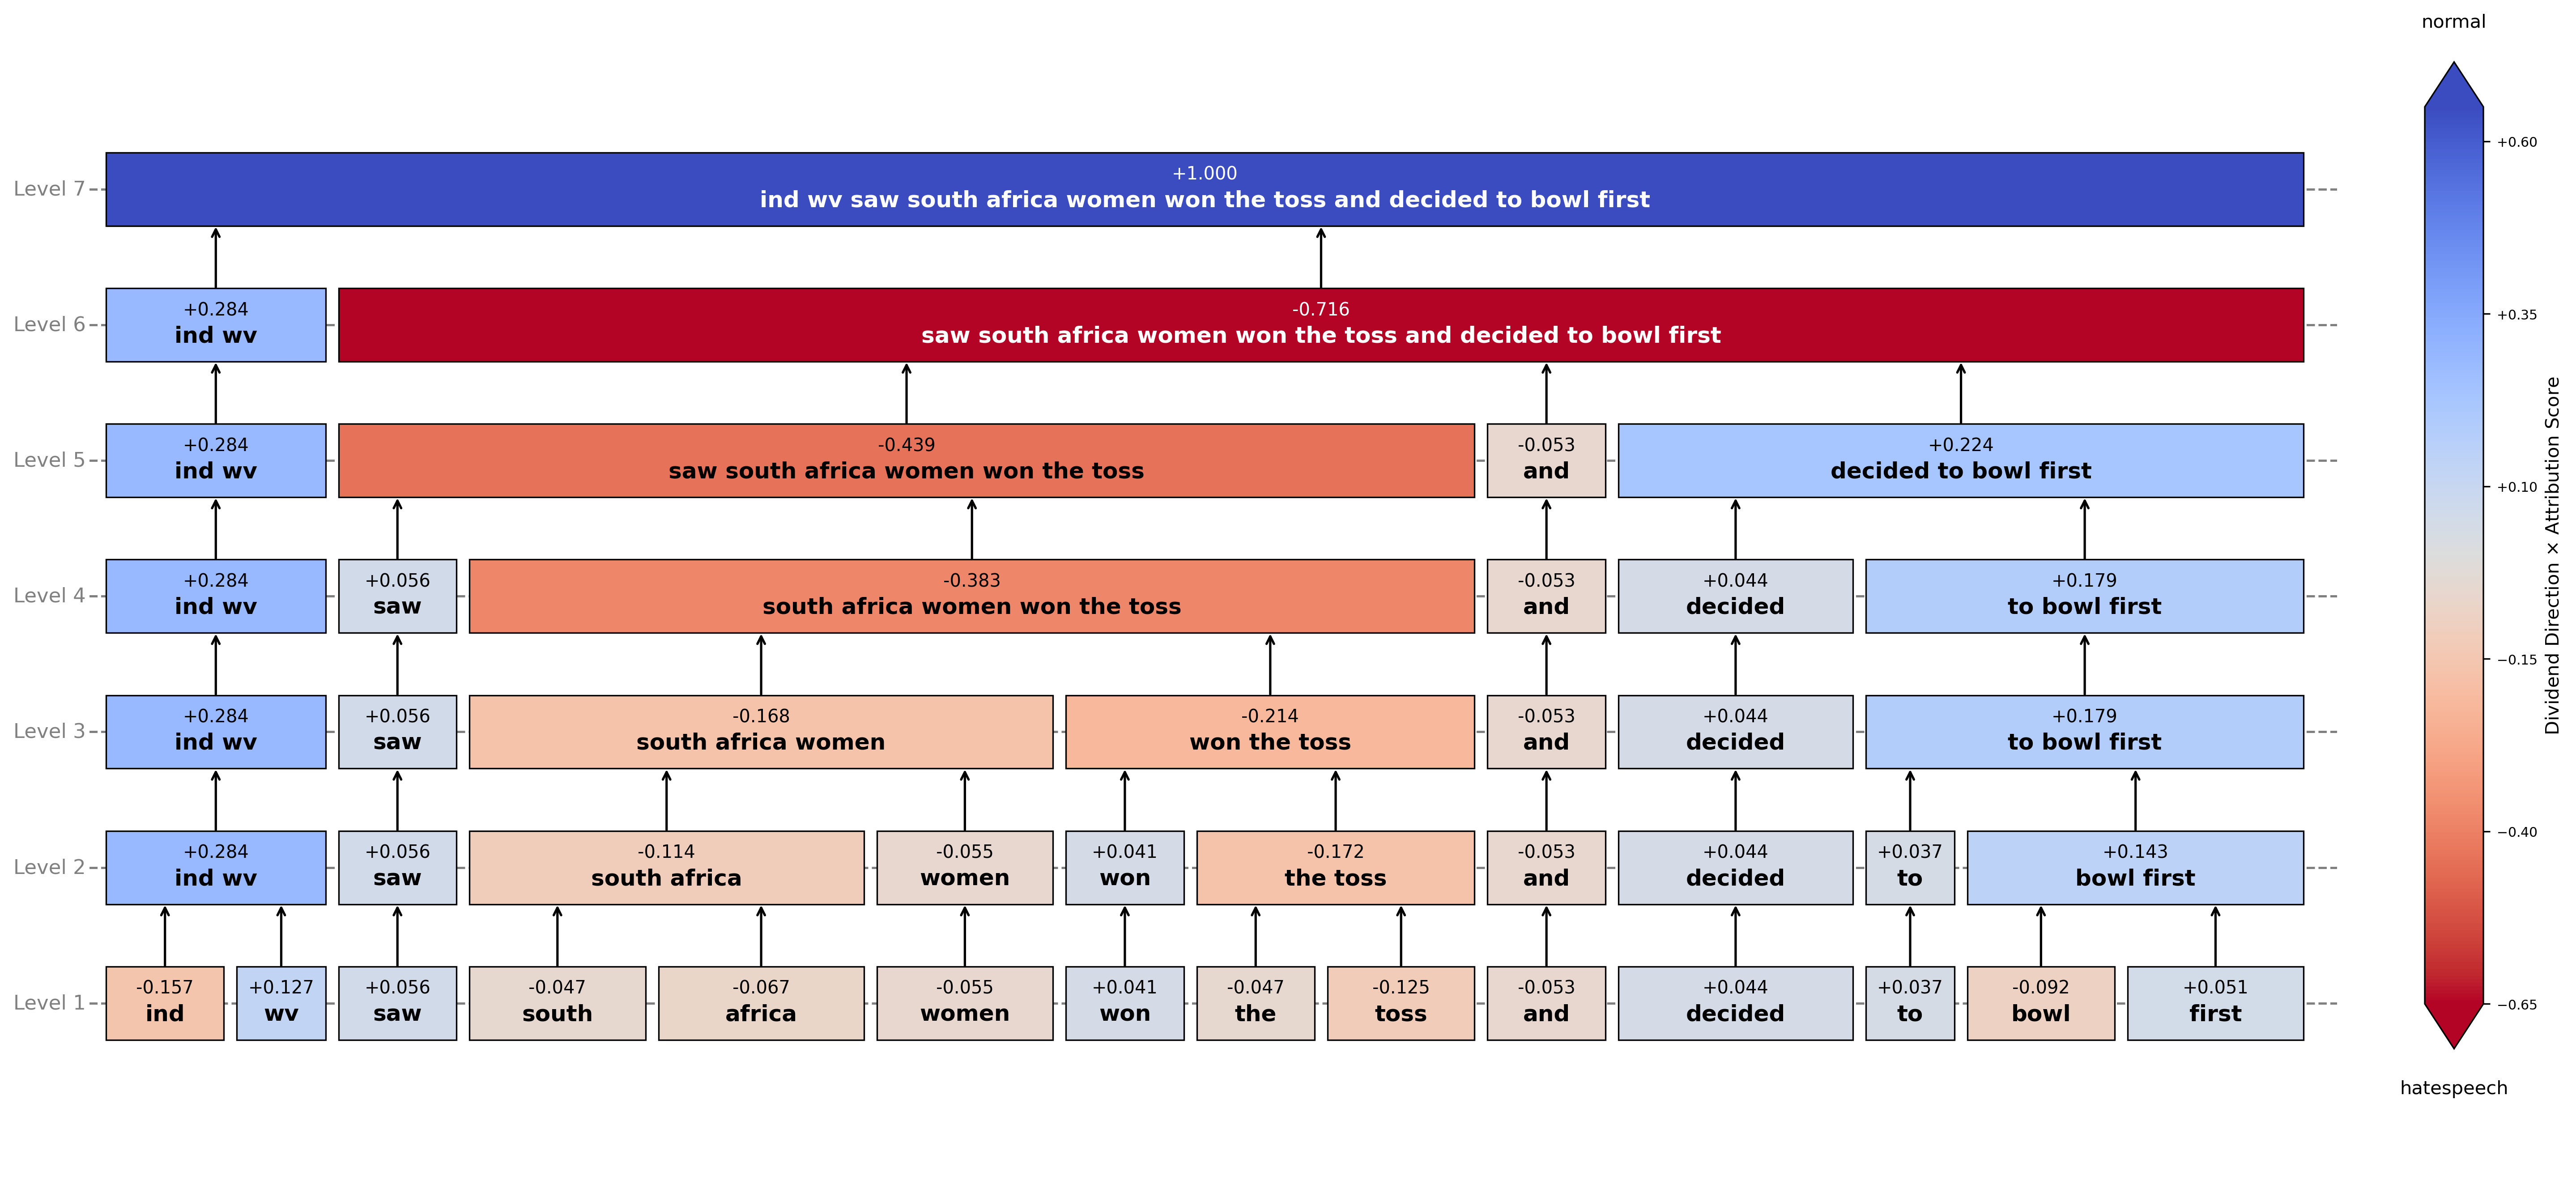 normal
Level 7
+1.000
ind wv saw south africa women won the toss and decided to bowl first
Level 6
+0.284
ind wv
-0.716
saw south africa women won the toss and decided to bowl first
Level 5
+0.284
ind wv
-0.439
saw south africa women won the toss
-0.053
and
+0.224
decided to bowl first
Level 4
+0.284
ind wv
+0.056
saw
-0.383
south africa women won the toss
-0.053
and
+0.044
decided
+0.179
to bowl first
Level 3
+0.284
ind wv
+0.056
saw
-0.168
south africa women
-0.214
won the toss
-0.053
and
+0.044
decided
+0.179
to bowl first
Level 2
+0.284
ind wv
+0.056
saw
-0.114
south africa
-0.055
women
+0.041
won
-0.172
the toss
-0.053
and
+0.044
decided
+0.037
to
+0.143
bowl first
Level 1
-0.157
ind
+0.127
wv
+0.056
saw
-0.047
south
-0.067
africa
-0.055
women
+0.041
won
-0.047
the
-0.125
toss
-0.053
and
+0.044
decided
+0.037
to
-0.092
bowl
+0.051
first
+0.60
+0.35
+0.10
−0.15
−0.40
−0.65
Dividend Direction × Attribution Score
hatespeech